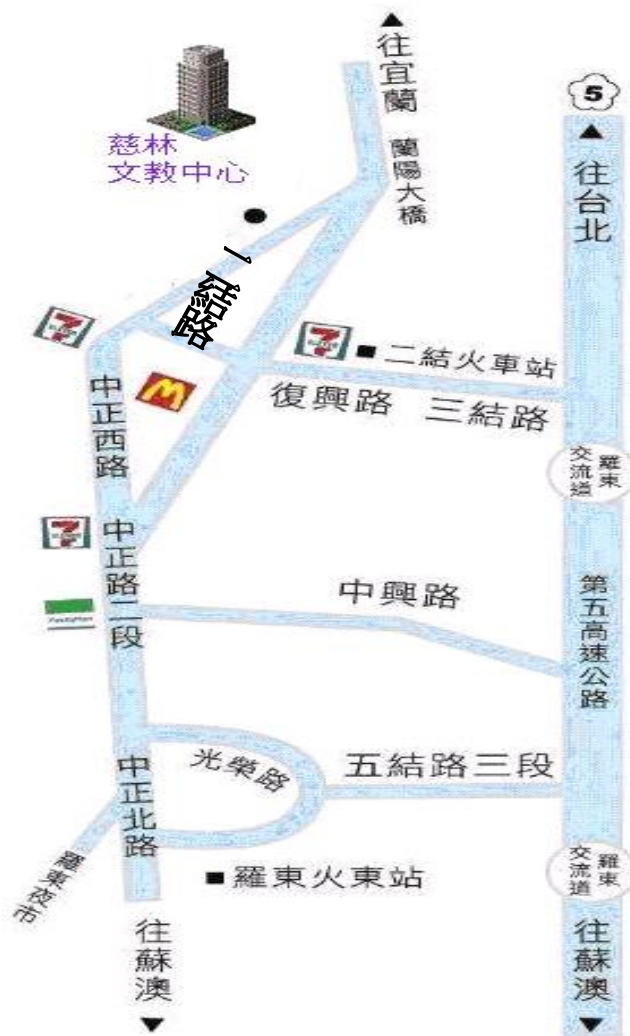 往宜蘭
蘭陽大橋
5
往台北
慈林
文教中心
一結路
7
7
二結火車站
M
復興路 三結路
中正西路
羅東
交流道
7
中正路二段
FamilyMart
中興路
第五高速公路
光榮路
五結路三段
中正北路
羅東夜市
羅東火東站
羅東
交流道
往蘇澳
往蘇澳